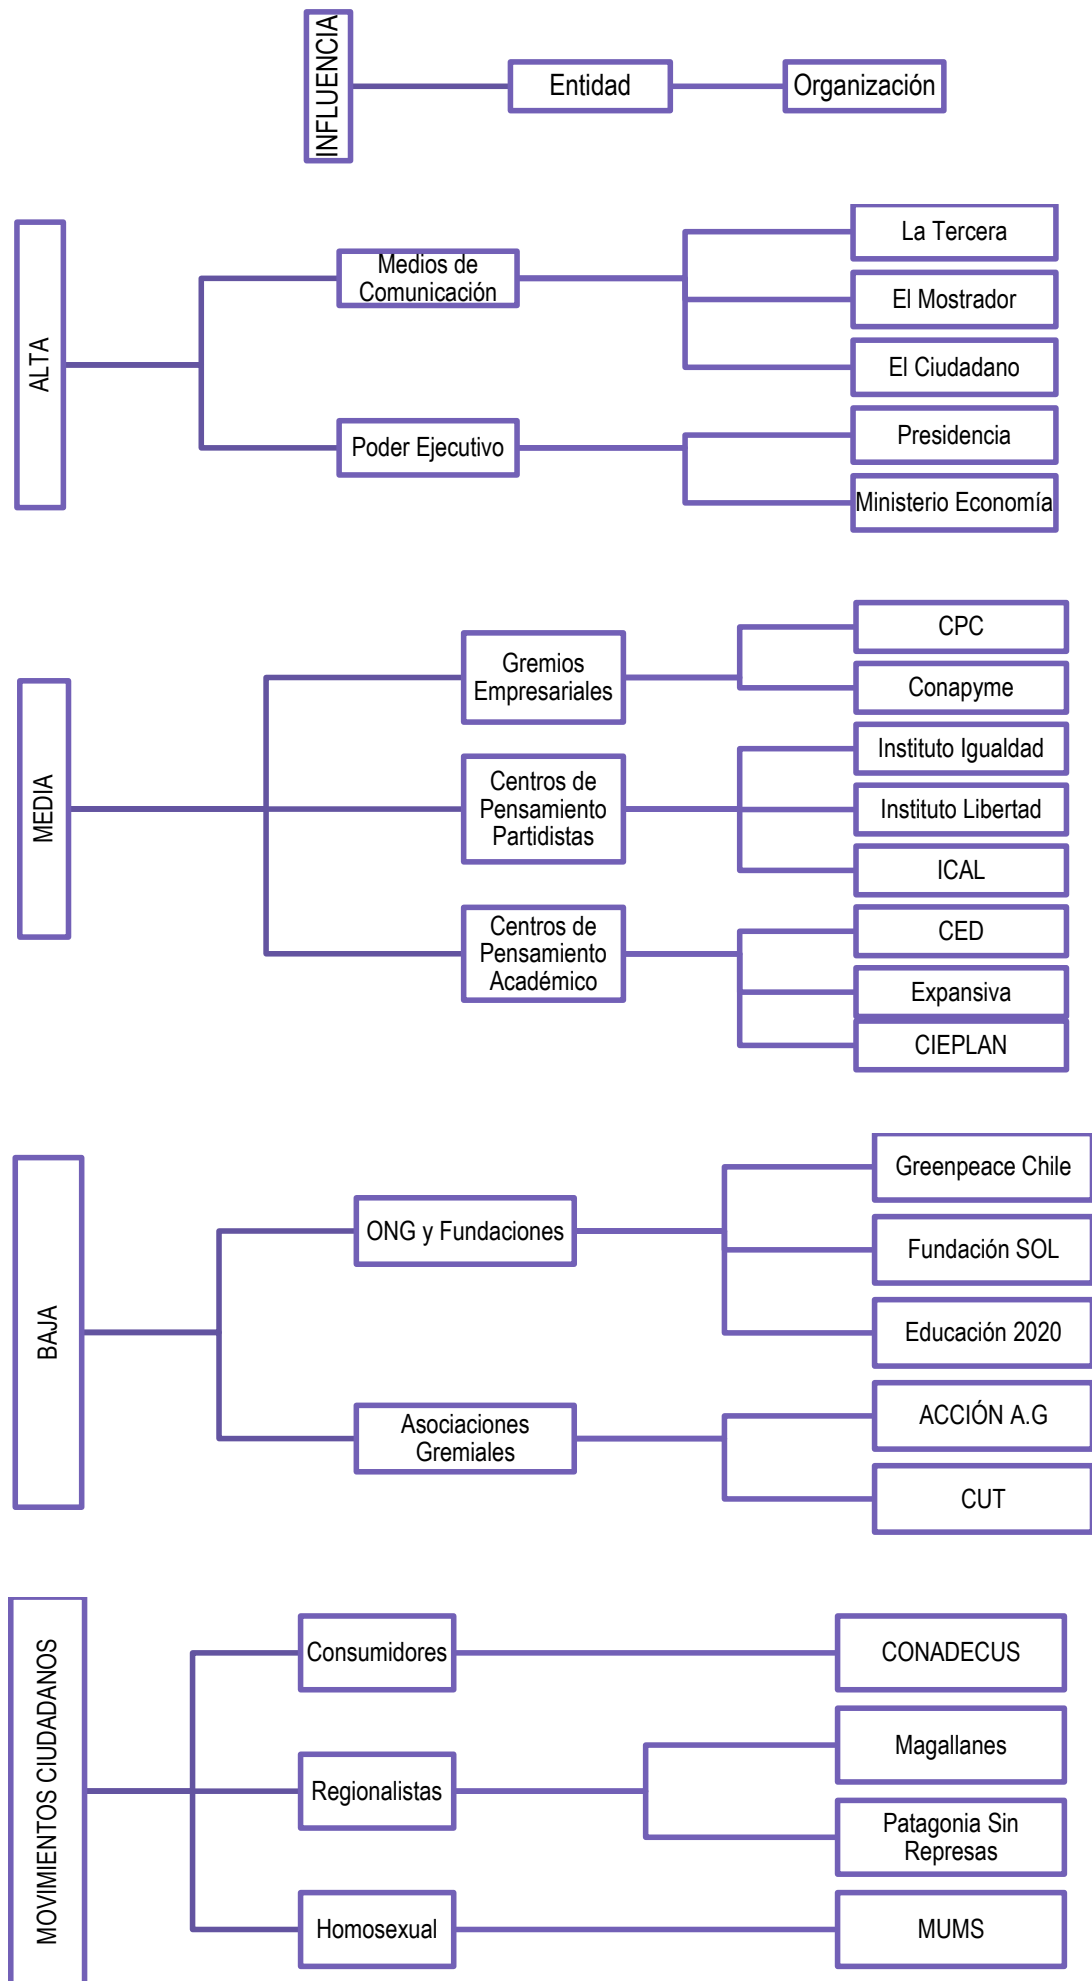 INFLUENCIA
Entidad
Organización
ALTA
Medios de
Comunicación
La Tercera
El Mostrador
El Ciudadano
Poder Ejecutivo
Presidencia
Ministerio Economía
MEDIA
Gremios
Empresariales
CPC
Conapyme
Centros de
Pensamiento
Partidistas
Instituto Igualdad
Instituto Libertad
ICAL
Centros de
Pensamiento
Académico
CED
Expansiva
CIEPLAN
BAJA
ONG y Fundaciones
Greenpeace Chile
Fundación SOL
Educación 2020
Asociaciones
Gremiales
ACCIÓN A.G
CUT
MOVIMIENTOS CIUDADANOS
Consumidores
CONADECUS
Regionalistas
Magallanes
Patagonia Sin
Represas
Homosexual
MUMS